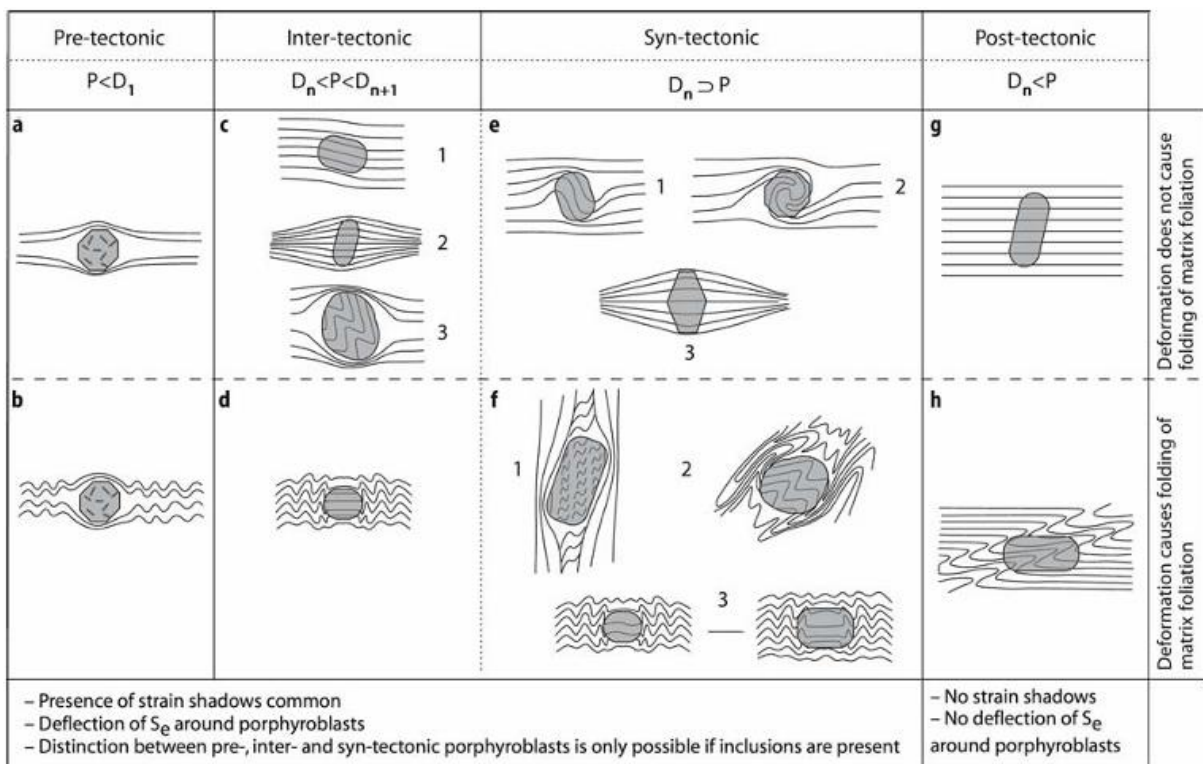 Pre-tectonic
Inter-tectonic
Syn-tectonic
Post-tectonic
P<D1
Dn<P<Dn+1
Dn⊃P
Dn<P
a
c
1
2
3
e
1
2
3
g
Deformation does not cause
folding of matrix foliation
b
d
f
1
2
3
h
Deformation causes folding of
matrix foliation
– Presence of strain shadows common
– Deflection of Se around porphyroblasts
– Distinction between pre-, inter- and syn-tectonic porphyroblasts is only possible if inclusions are present
– No strain shadows
– No deflection of Se
around porphyroblasts